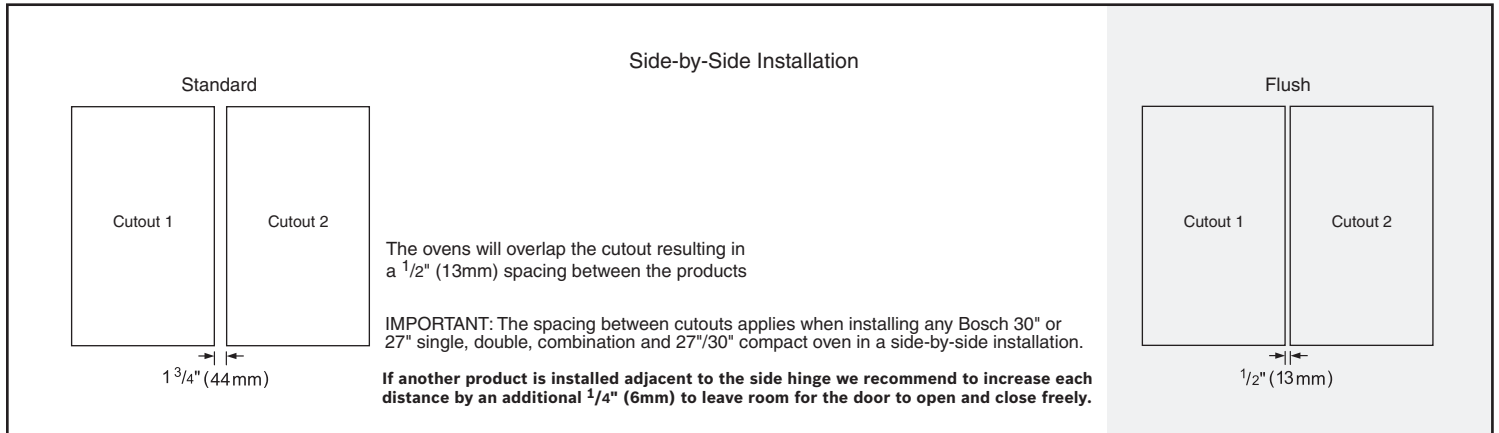 Side-by-Side Installation
Standard
Cutout 1
Cutout 2
1 3/4" (44mm)
The ovens will overlap the cutout resulting in
a 1/2" (13mm) spacing between the products
IMPORTANT: The spacing between cutouts applies when installing any Bosch 30" or
27" single, double, combination and 27"/30" compact oven in a side-by-side installation.
If another product is installed adjacent to the side hinge we recommend to increase each
distance by an additional 1/4" (6mm) to leave room for the door to open and close freely.
Flush
Cutout 1
Cutout 2
1/2" (13mm)